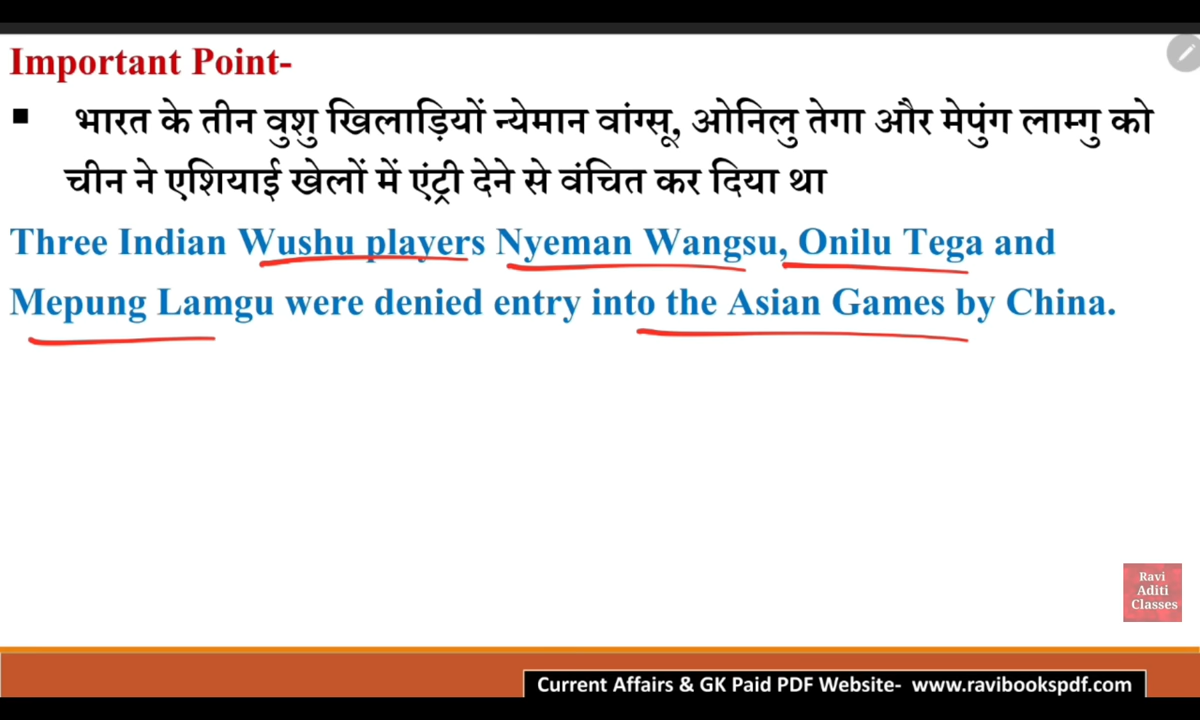 Important Point-
▪ भारत के तीन वुशु खिलाड़ियों न्येमान वांग्सू, ओनिलु तेगा और मेपुंग लाम्गु को
चीन ने एशियाई खेलों में एंट्री देने से वंचित कर दिया था
Three Indian Wushu players Nyeman Wangsu, Onilu Tega and
Mepung Lamgu were denied entry into the Asian Games by China.
Ravi
Aditi
Classes
Current Affairs & GK Paid PDF Website- www.ravibookspdf.com